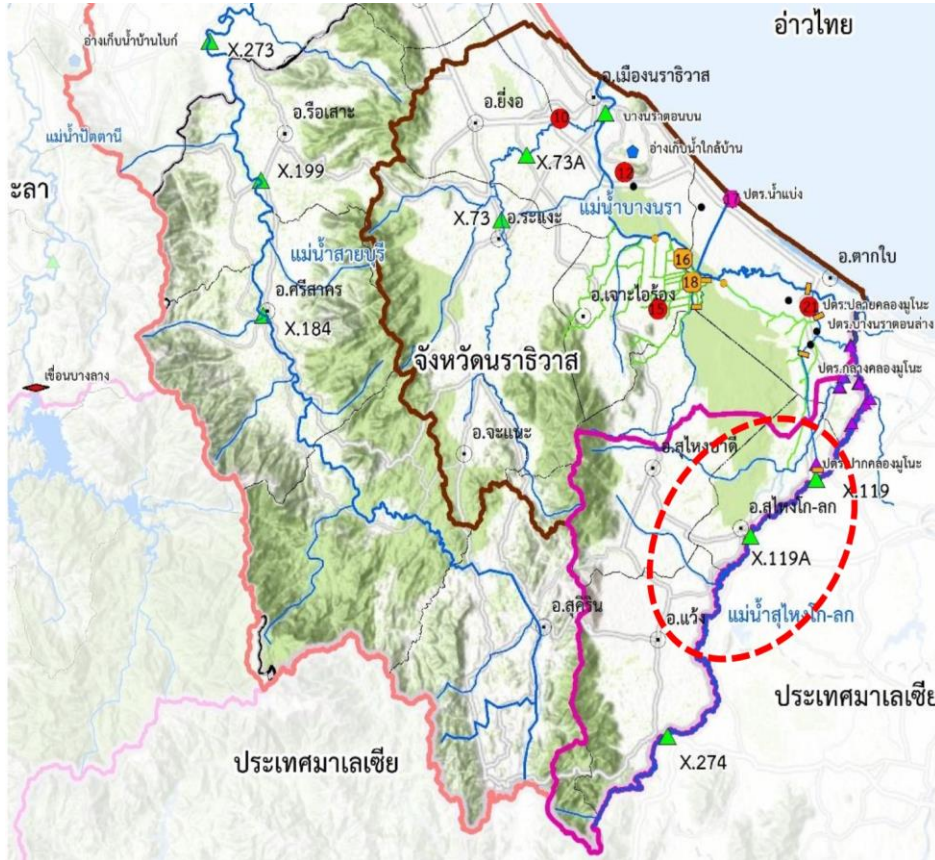 อ่าวไทย
อ่างเก็บน้ำบ้านไบก์
X.273
อ.เมืองนราธิวาส
อ.ยี่งอ
10
บางนราตอนบน
อ.รือเสาะ
แม่น้ำปัตตานี
X.73A
อ่างเก็บน้ำใกล้บ้าน
12
X.199
ะลา
17
ปตร.น้ำแบ่ง
แม่น้ำบางนรา
X.73
อ.ระแงะ
แม่น้ำสายบุรี
16
อ.ตากใบ
18
อ.ศรีสาคร
อ.เจาะไอร้อง
15
21
ปตร.ปลายคลองมูโนะ
X.184
ปตร.บางนราตอนล่าง
จังหวัดนราธิวาส
ปตร.กลางคลองมูโนะ
เขื่อนบางลาง
อ.จะแนะ
อ.สุไหงปาดี
ปตร.ปากคลองมูโนะ
X.119
อ.สุไหงโก-ลก
X.119A
แม่น้ำสุไหงโก-ลก
อ.สุคิริน
อ.แว้ง
ประเทศมาเลเซีย
ประเทศมาเลเซีย
X.274